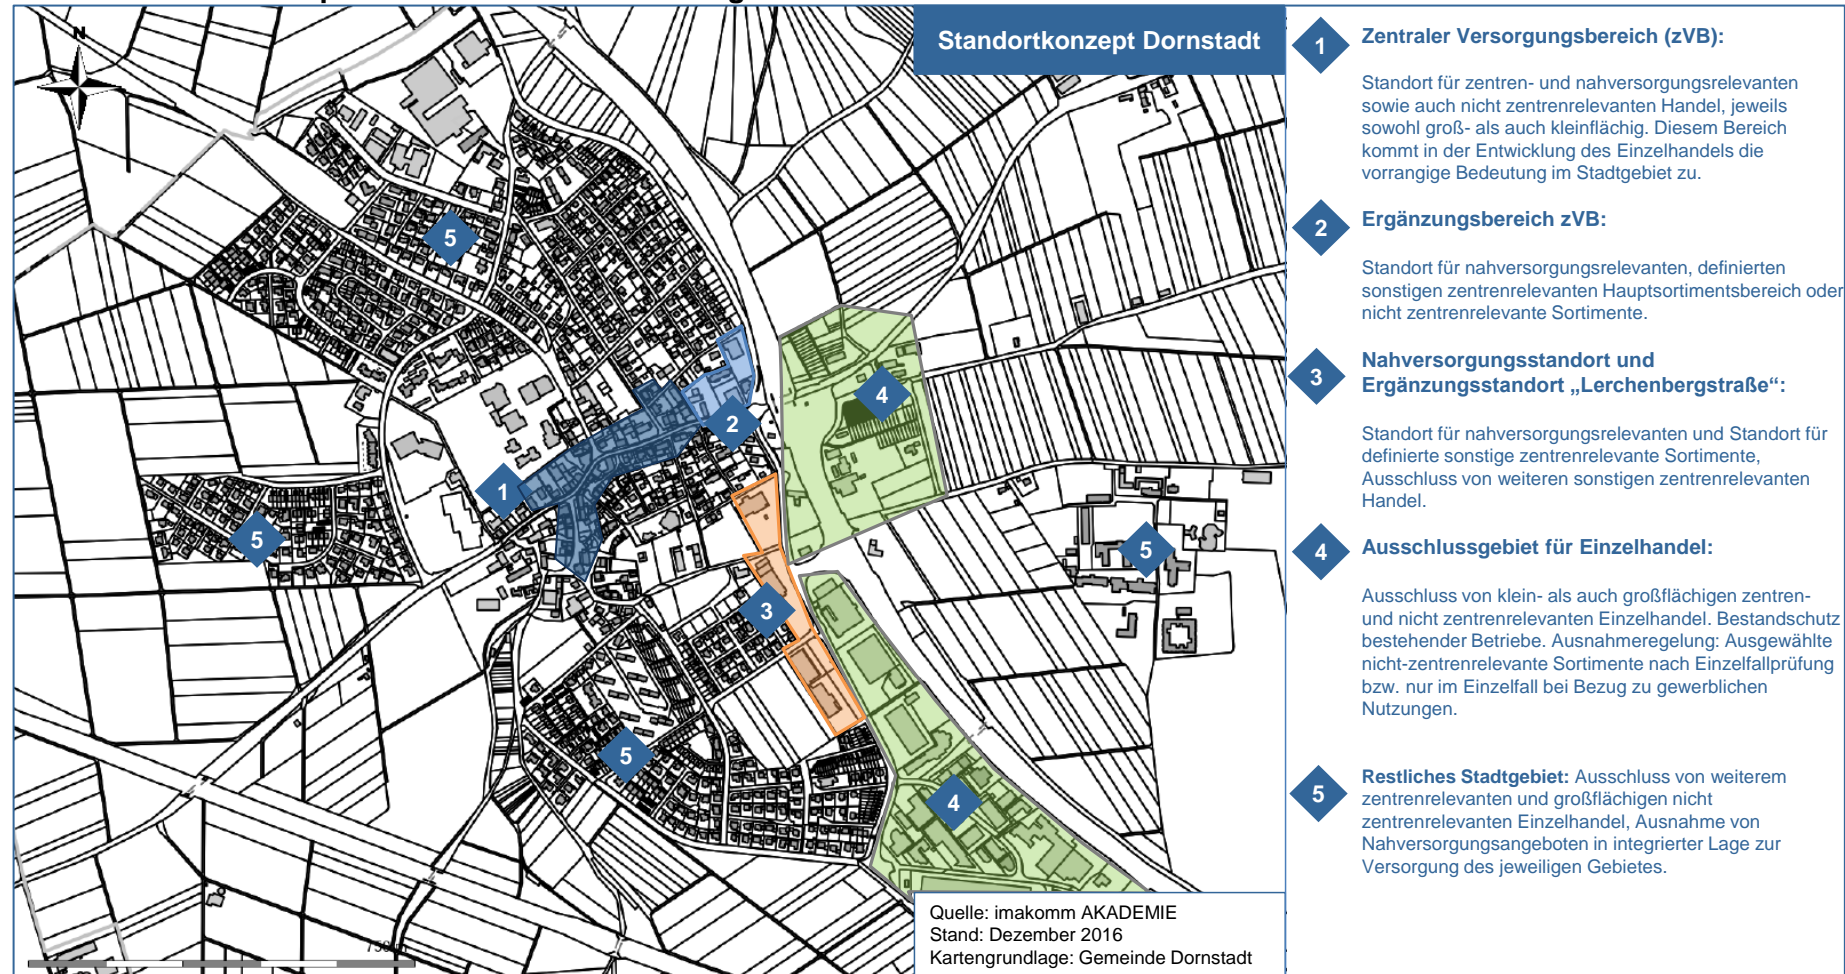 Standortkonzept Dornstadt
N
5
4
2
1
5
5
3
5
4
750 m
Quelle: imakomm AKADEMIE
Stand: Dezember 2016
Kartengrundlage: Gemeinde Dornstadt
1
Zentraler Versorgungsbereich (zVB):
Standort für zentren- und nahversorgungsrelevanten
sowie auch nicht zentrenrelevanten Handel, jeweils
sowohl groß- als auch kleinflächig. Diesem Bereich
kommt in der Entwicklung des Einzelhandels die
vorrangige Bedeutung im Stadtgebiet zu.
2
Ergänzungsbereich zVB:
Standort für nahversorgungsrelevanten, definierten
sonstigen zentrenrelevanten Hauptsortimentsbereich oder
nicht zentrenrelevante Sortimente.
3
Nahversorgungsstandort und
Ergänzungsstandort „Lerchenbergstraße“:
Standort für nahversorgungsrelevanten und Standort für
definierte sonstige zentrenrelevante Sortimente,
Ausschluss von weiteren sonstigen zentrenrelevanten
Handel.
4
Ausschlussgebiet für Einzelhandel:
Ausschluss von klein- als auch großflächigen zentren-
und nicht zentrenrelevanten Einzelhandel. Bestandschutz
bestehender Betriebe. Ausnahmeregelung: Ausgewählte
nicht-zentrenrelevante Sortimente nach Einzelfallprüfung
bzw. nur im Einzelfall bei Bezug zu gewerblichen
Nutzungen.
5
Restliches Stadtgebiet: Ausschluss von weiterem
zentrenrelevanten und großflächigen nicht
zentrenrelevanten Einzelhandel, Ausnahme von
Nahversorgungsangeboten in integrierter Lage zur
Versorgung des jeweiligen Gebietes.